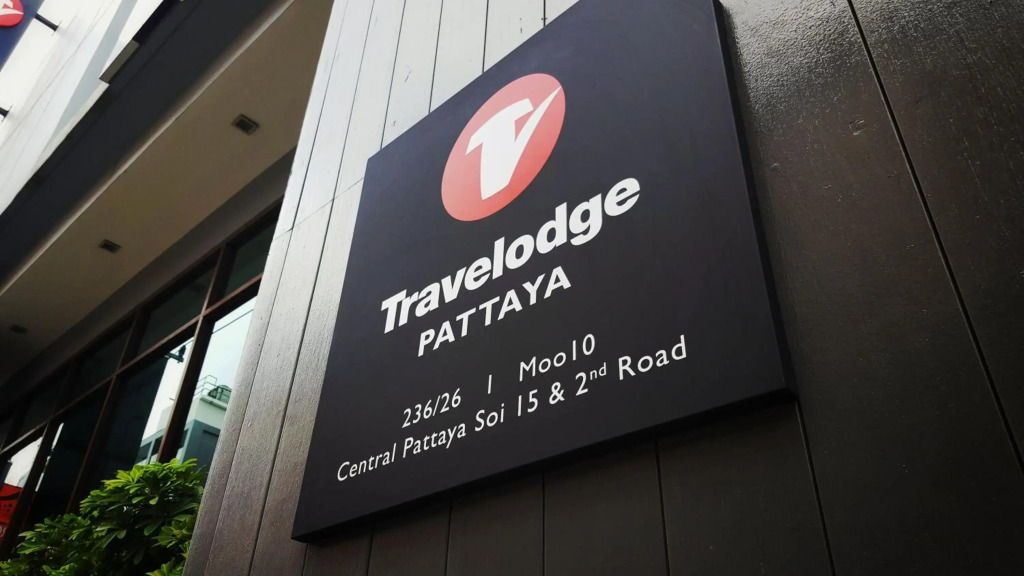 Travelodge
PATTAYA
236/26 | Moo10
Central Pattaya Soi 15 & 2nd Road